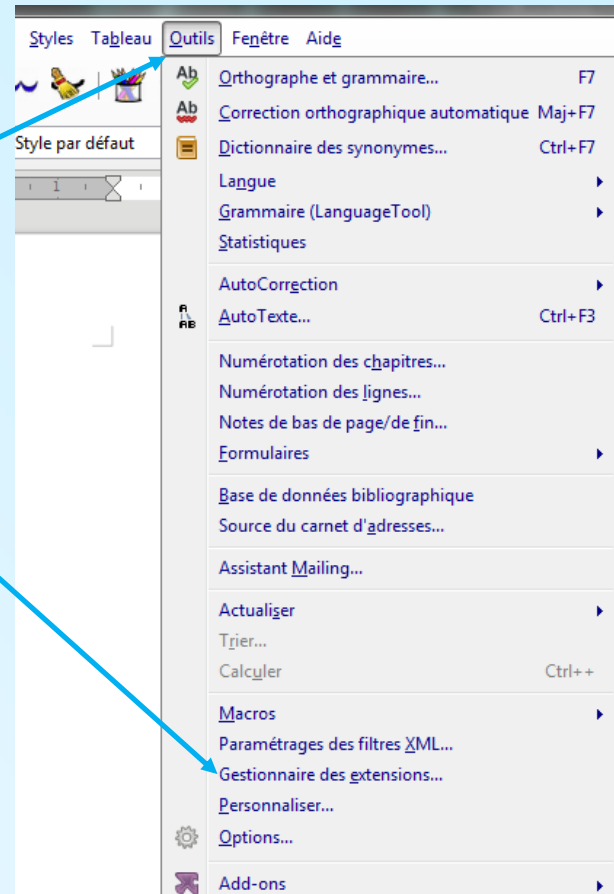 Styles Tableau Outils Fenêtre Aide
Style par défaut
1
Orthographe et grammaire... F7
Correction orthographique automatique Maj+F7
Dictionnaire des synonymes... Ctrl+F7
Langue
Grammaire (LanguageTool)
Statistiques
AutoCorrection
AutoTexte... Ctrl+F3
Numérotation des chapitres...
Numérotation des lignes...
Notes de bas de page/de fin...
Formulaires
Base de données bibliographique
Source du carnet d'adresses...
Assistant Mailing...
Actualiser
Trier...
Calculer Ctrl++
Macros
Paramétrages des filtres XML...
Gestionnaire des extensions...
Personnaliser...
Options...
Add-ons